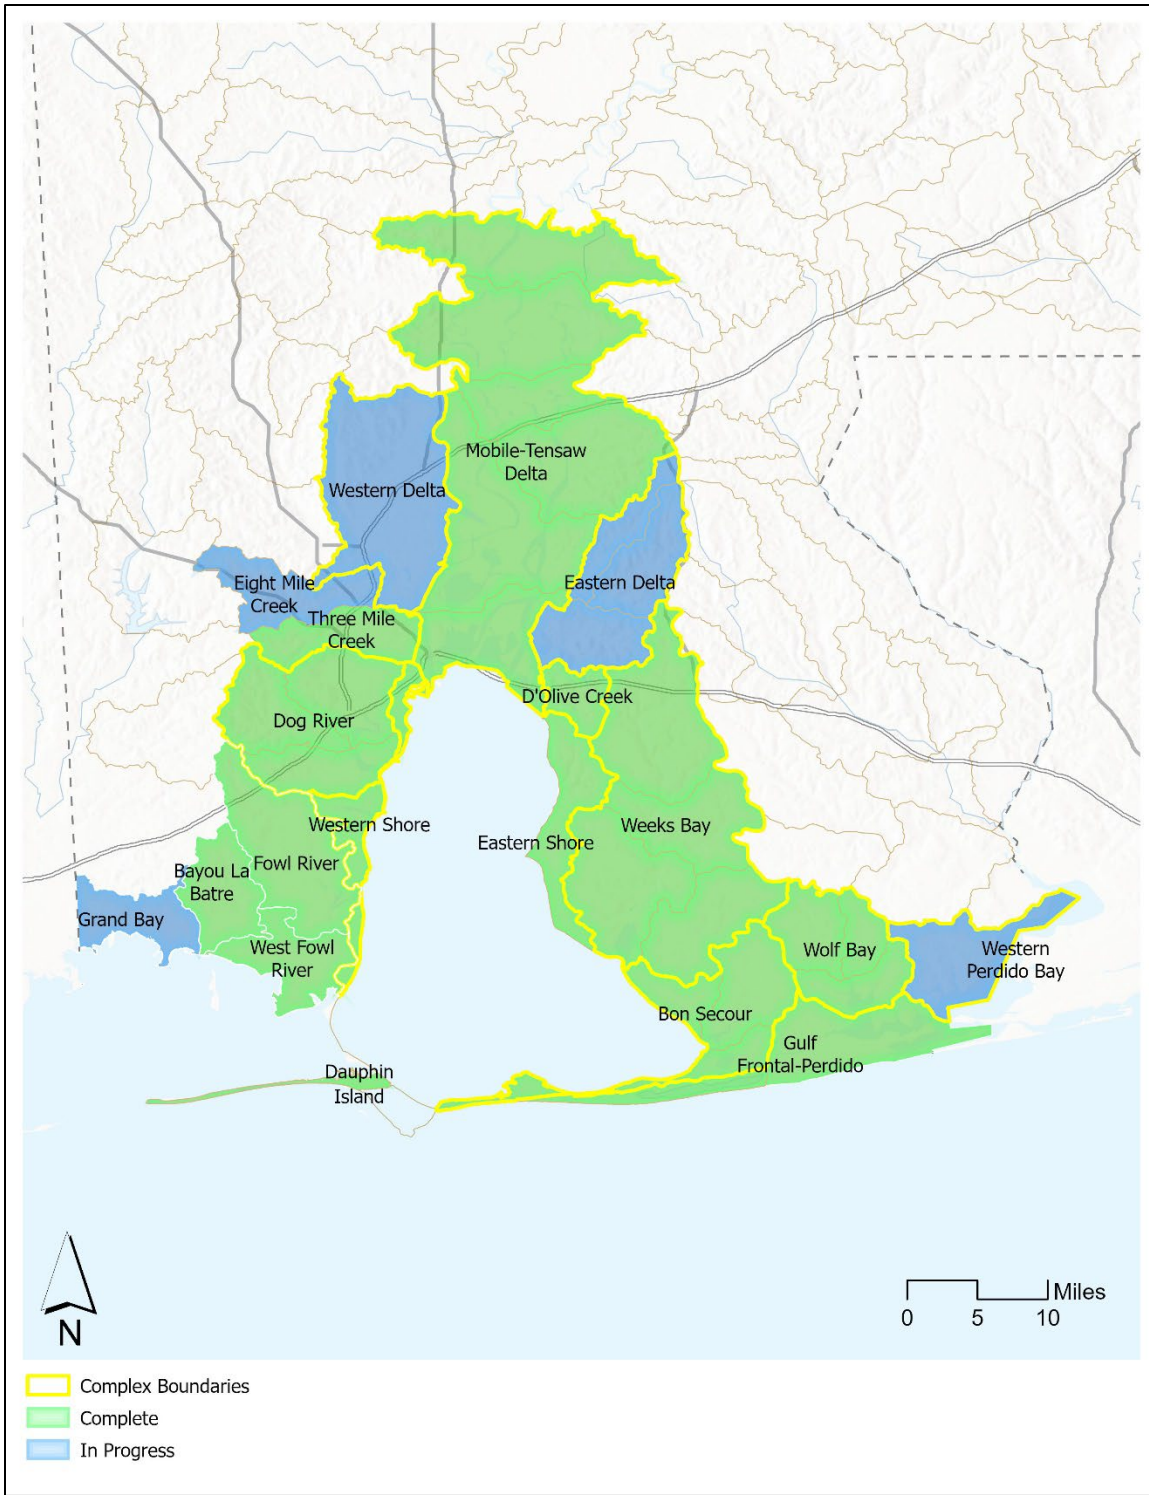 Mobile-Tensaw
Delta
Western Delta
Eastern Delta
Eight Mile
Creek
Three Mile
Creek
D'Olive Creek
Dog River
Western Shore
Eastern Shore
Weeks Bay
Fowl River
Bayou La
Batre
Grand Bay
West Fowl
River
Wolf Bay
Western
Perdido Bay
Bon Secour
Gulf
Frontal-Perdido
Dauphin
Island
N
Miles
0 5 10
Complex Boundaries
Complete
In Progress